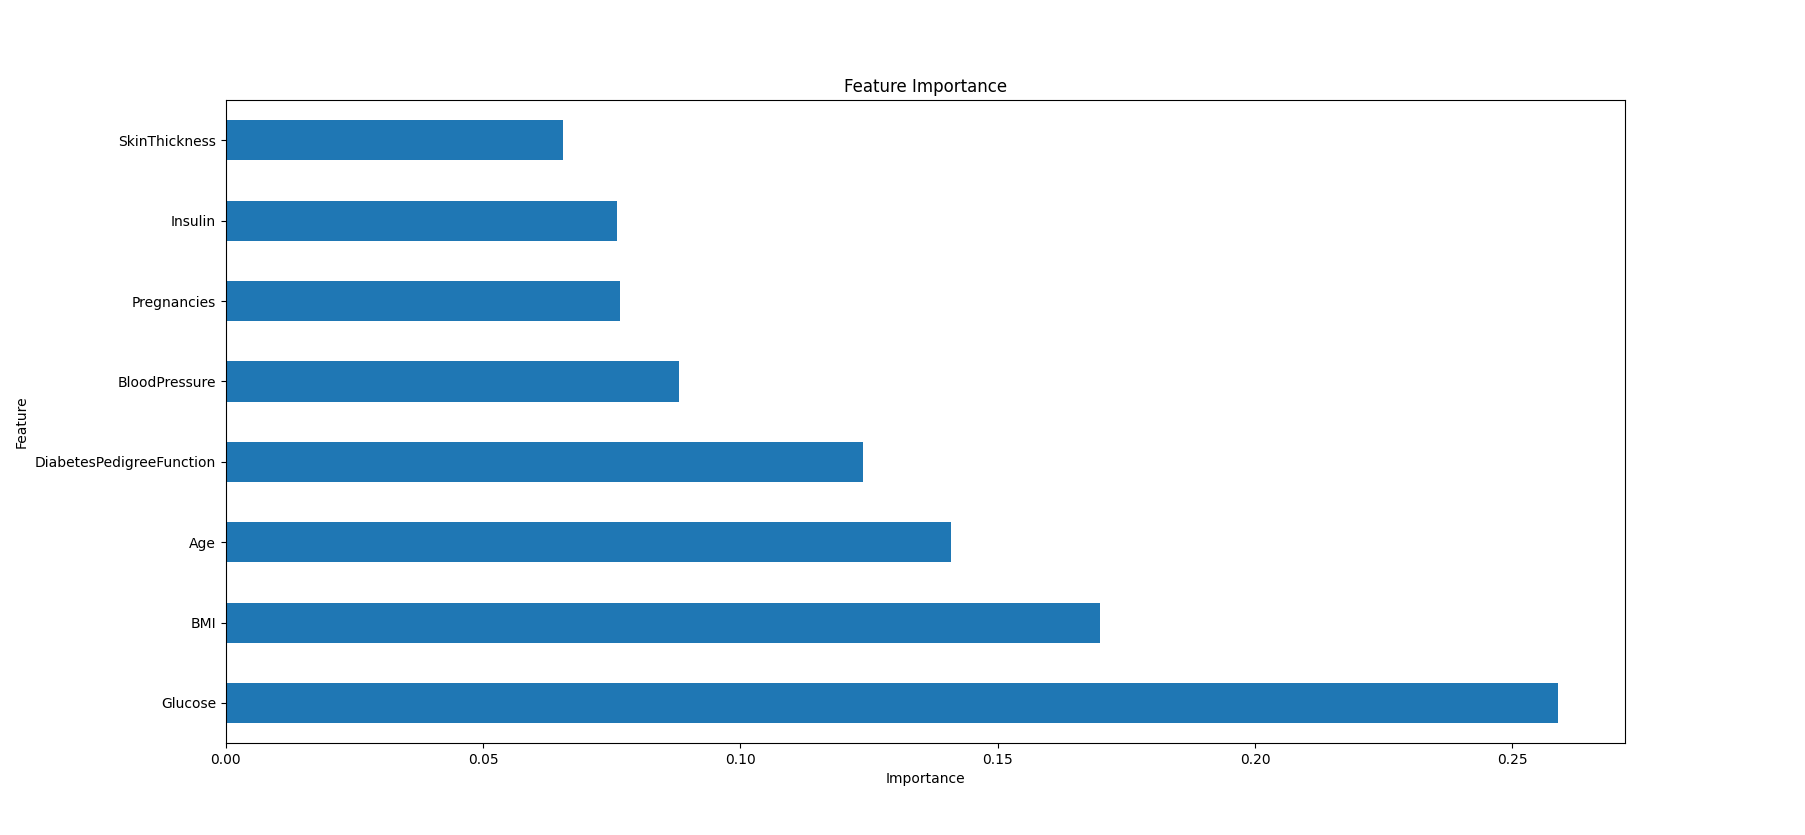 Feature Importance
SkinThickness
Insulin
Pregnancies
BloodPressure
DiabetesPedigreeFunction
Age
BMI
Glucose
Feature
0.00 0.05 0.10 0.15 0.20 0.25
Importance